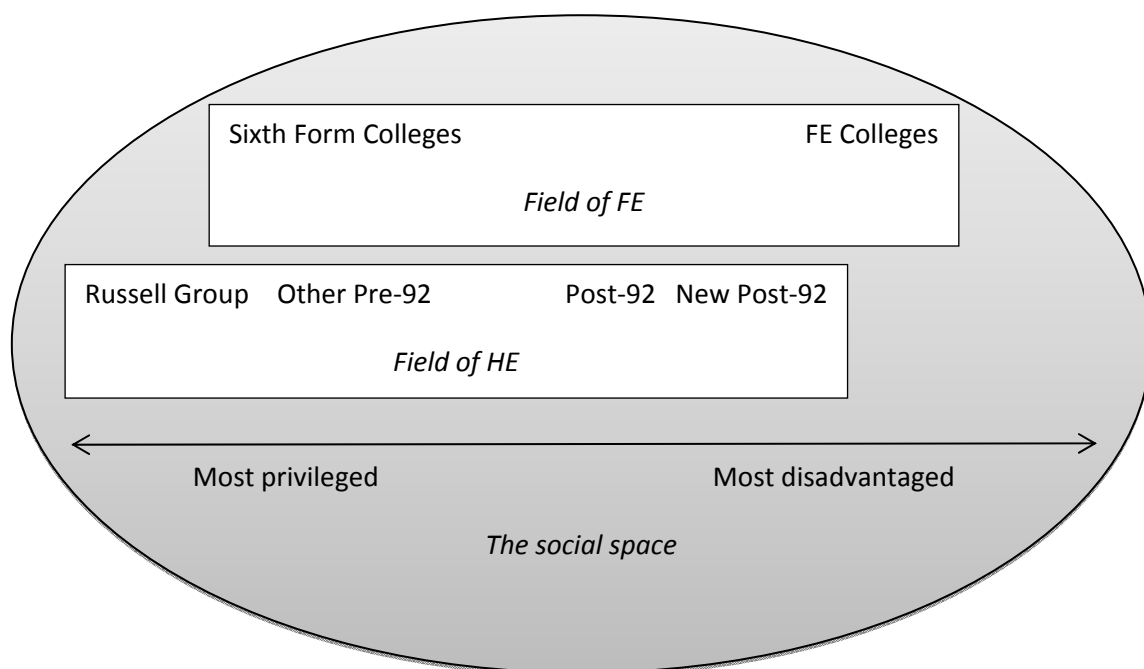 Sixth Form Colleges FE Colleges
Field of FE
Russell Group Other Pre-92 Post-92 New Post-92
Field of HE
Most privileged Most disadvantaged
The social space